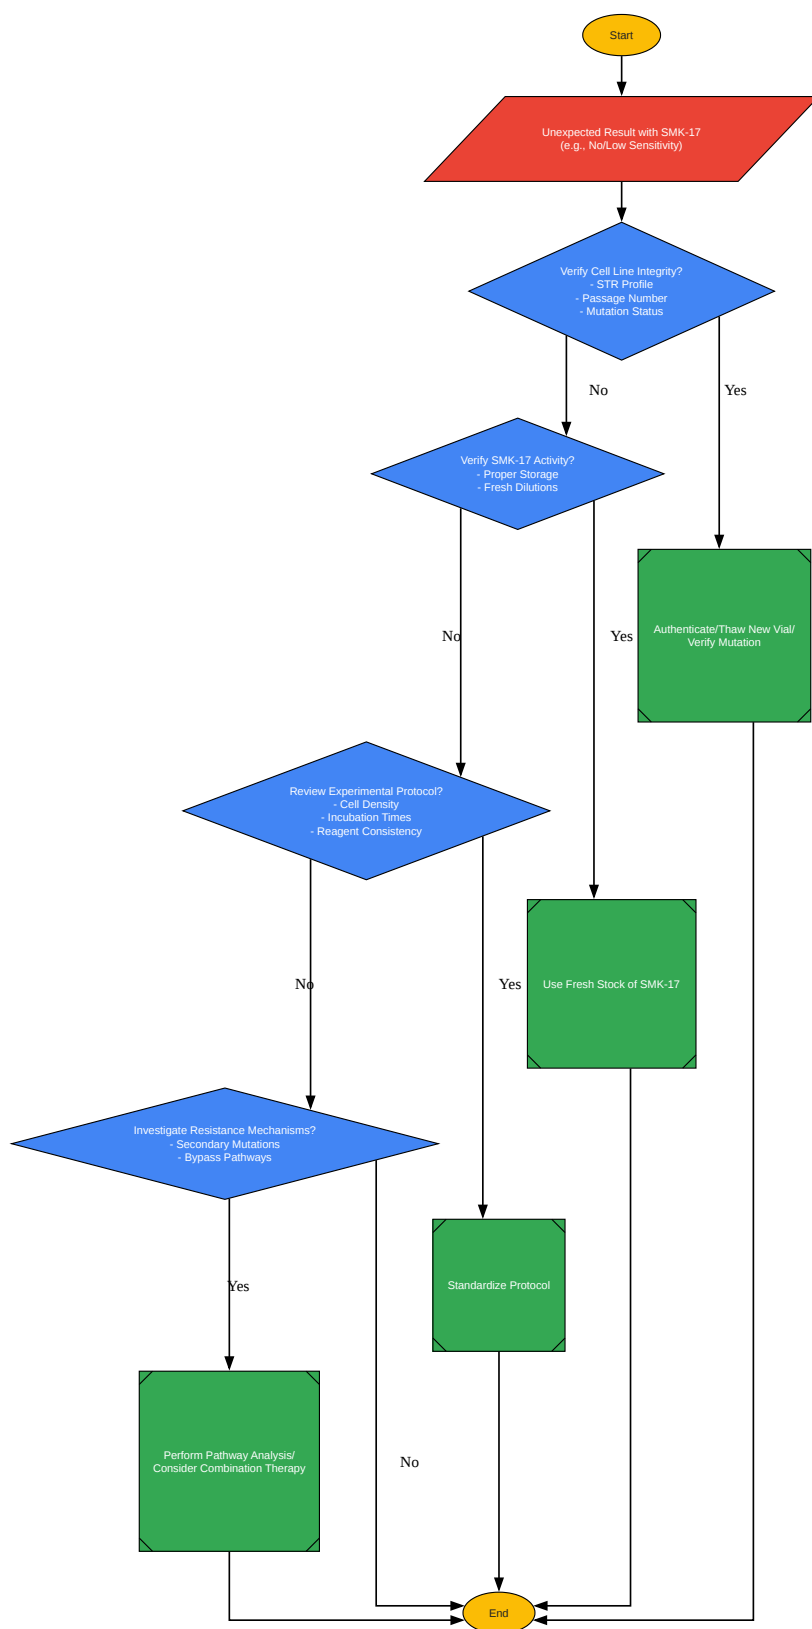 Start
Unexpected Result with SMK-17
(e.g., No/Low Sensitivity)
Verify Cell Line Integrity?
- STR Profile
- Passage Number
- Mutation Status
No
Yes
Verify SMK-17 Activity?
- Proper Storage
- Fresh Dilutions
No
Yes
Authenticate/Thaw New Vial/
Verify Mutation
Review Experimental Protocol?
- Cell Density
- Incubation Times
- Reagent Consistency
No
Yes
Use Fresh Stock of SMK-17
Investigate Resistance Mechanisms?
- Secondary Mutations
- Bypass Pathways
Yes
Standardize Protocol
Perform Pathway Analysis/
Consider Combination Therapy
No
End